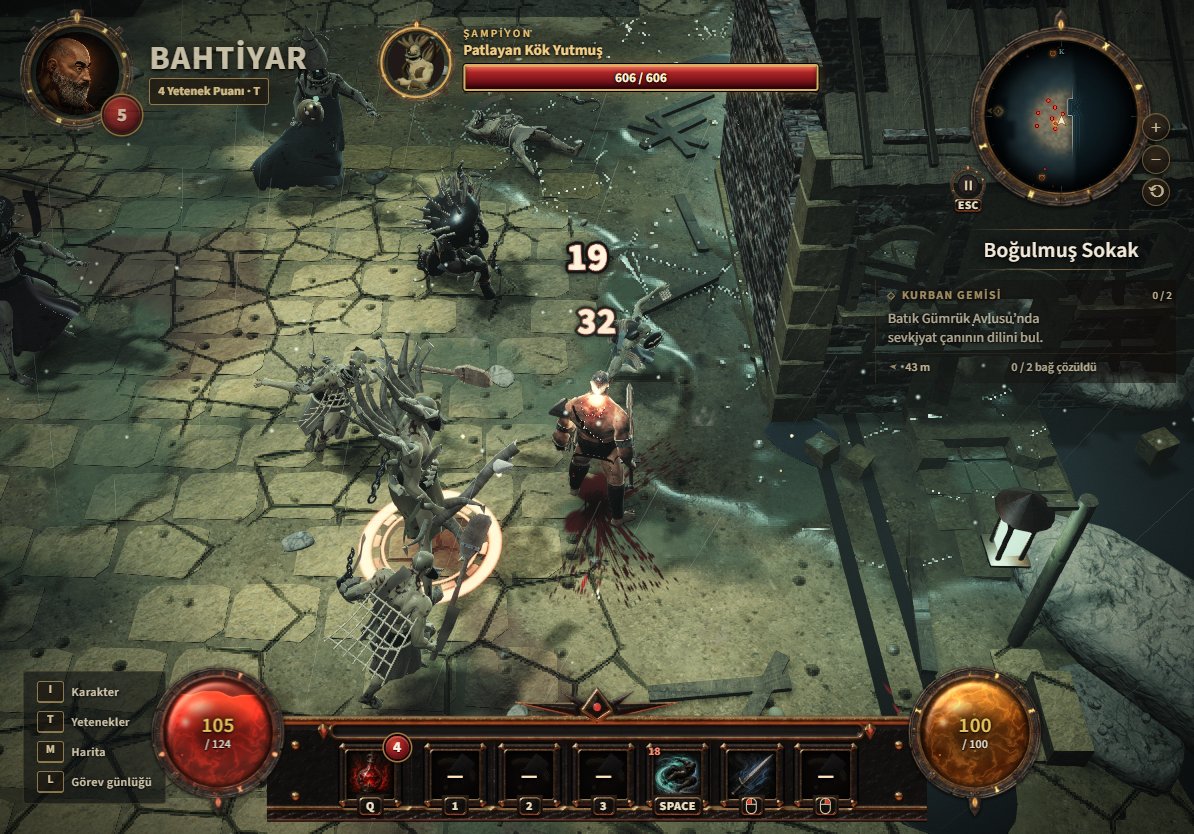 BAHTİYAR
4 Yetenek Puanı • T
5
ŞAMPİYON
Patlayan Kök Yutmuş
606 / 606
K
+
−
ESC
Boğulmuş Sokak
KURBAN GEMİSİ
0 / 2
Batık Gümrük Avlusu’nda
sevkiyat çanının dilini bul.
43 m
0 / 2 bağ çözüldü
19
32
I Karakter
T Yetenekler
M Harita
L Görev günlüğü
105
/ 124
4
18
100
/ 100
Q
1
2
3
SPACE